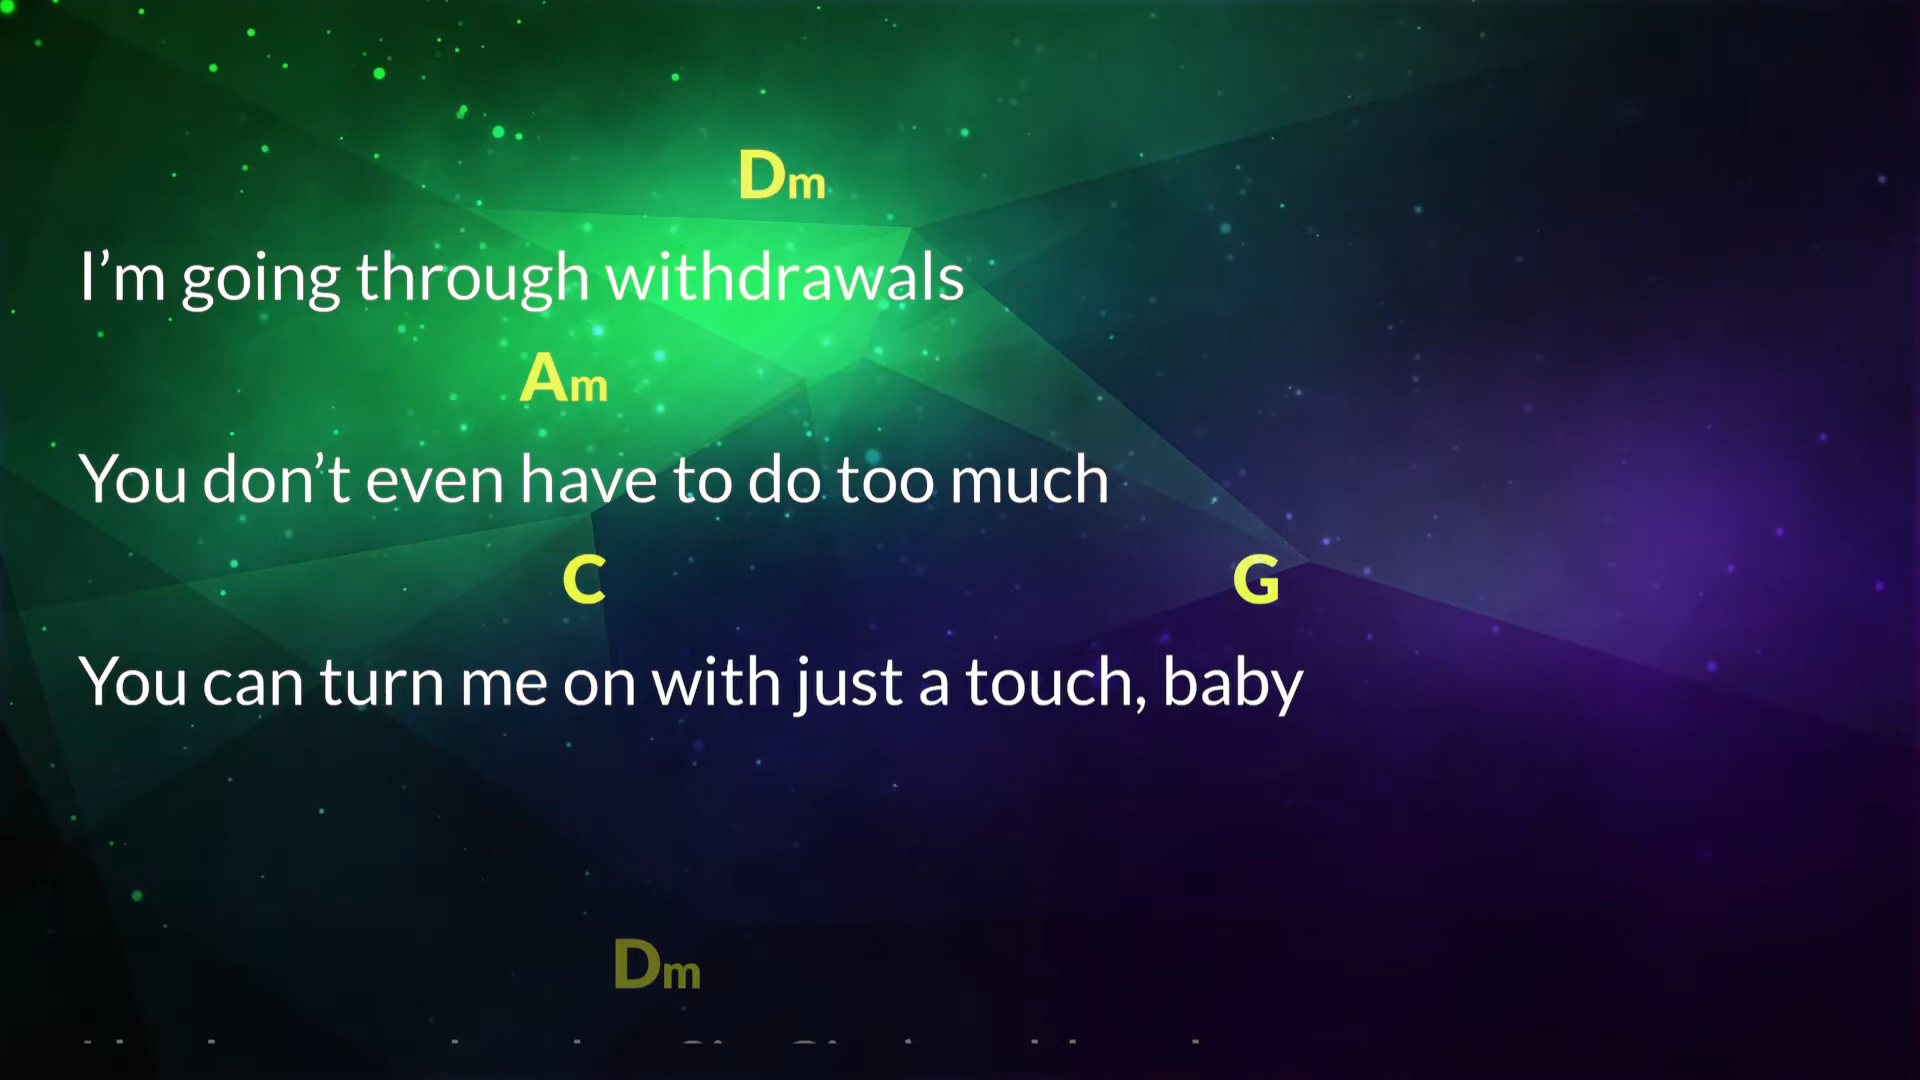 Dm
I’m going through withdrawals
Am
You don’t even have to do too much
C G
You can turn me on with just a touch, baby
Dm